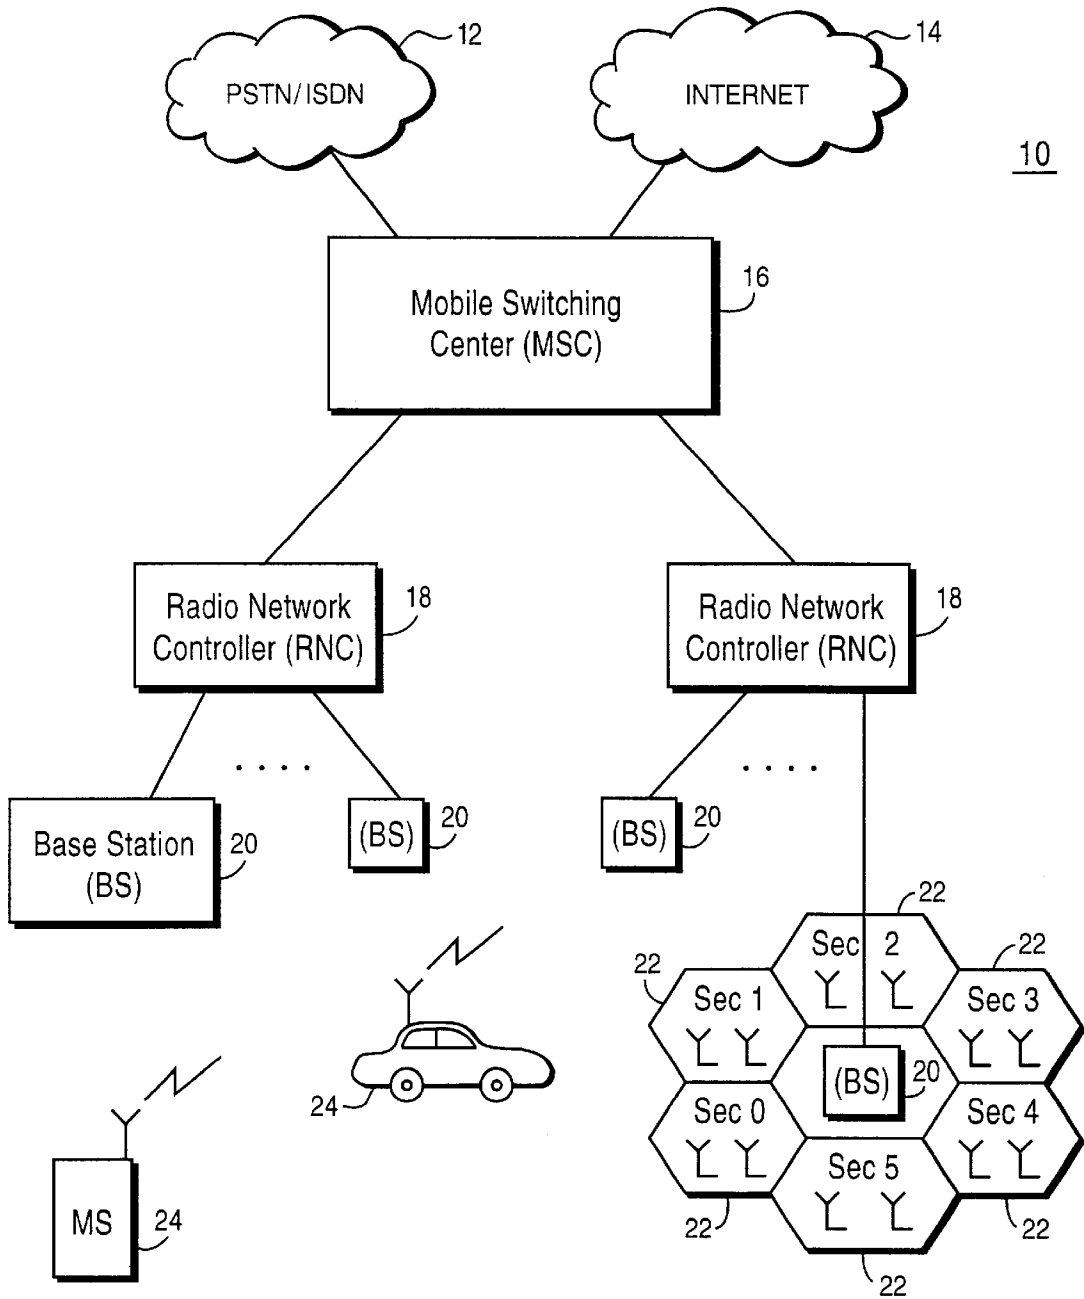 12
14
PSTN/ISDN
INTERNET
10
16
Mobile Switching
Center (MSC)
18
Radio Network
Controller (RNC)
18
Radio Network
Controller (RNC)
. . . .
. . . .
Base Station
(BS)
20
(BS)
20
(BS)
20
22
Sec 2
22
Sec 1
22
Sec 3
(BS)
20
24
Sec 0
Sec 4
Sec 5
MS
24
22
22
22